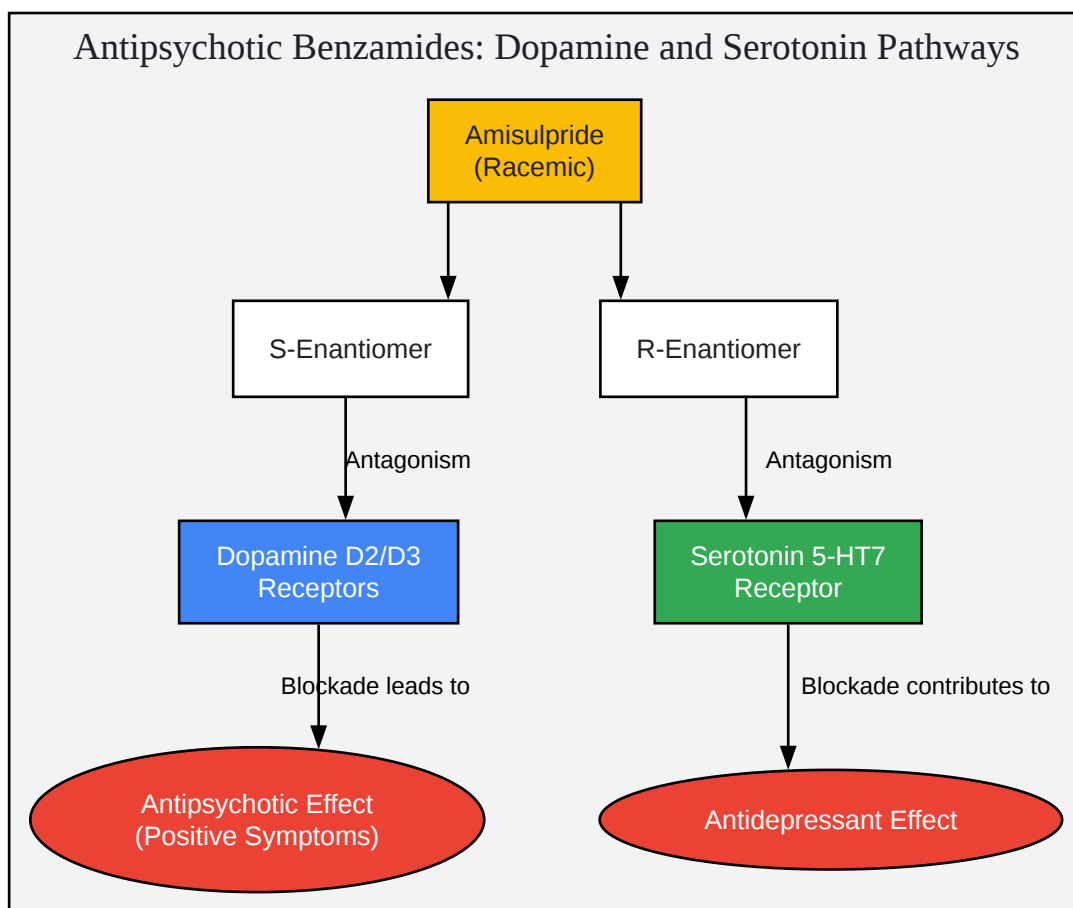 Antipsychotic Benzamides: Dopamine and Serotonin Pathways
Amisulpride
(Racemic)
S-Enantiomer
R-Enantiomer
Antagonism
Antagonism
Dopamine D2/D3
Receptors
Serotonin 5-HT7
Receptor
Blockade leads to
Blockade contributes to
Antipsychotic Effect
(Positive Symptoms)
Antidepressant Effect